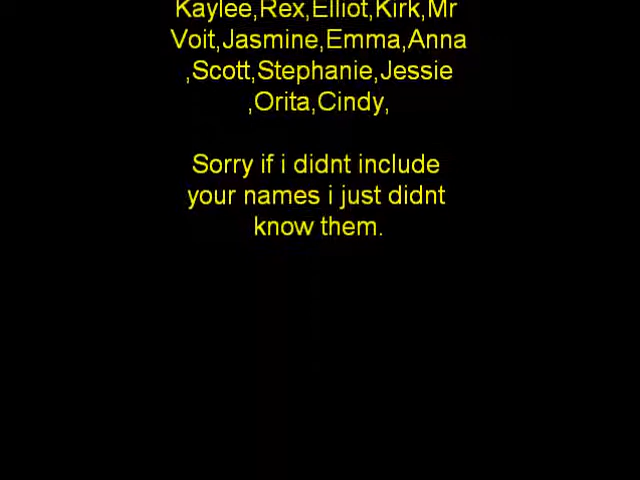 Kaylee,Rex,Elliot,Kirk,Mr
Voit,Jasmine,Emma,Anna
,Scott,Stephanie,Jessie
,Orita,Cindy,
Sorry if i didnt include
your names i just didnt
know them.